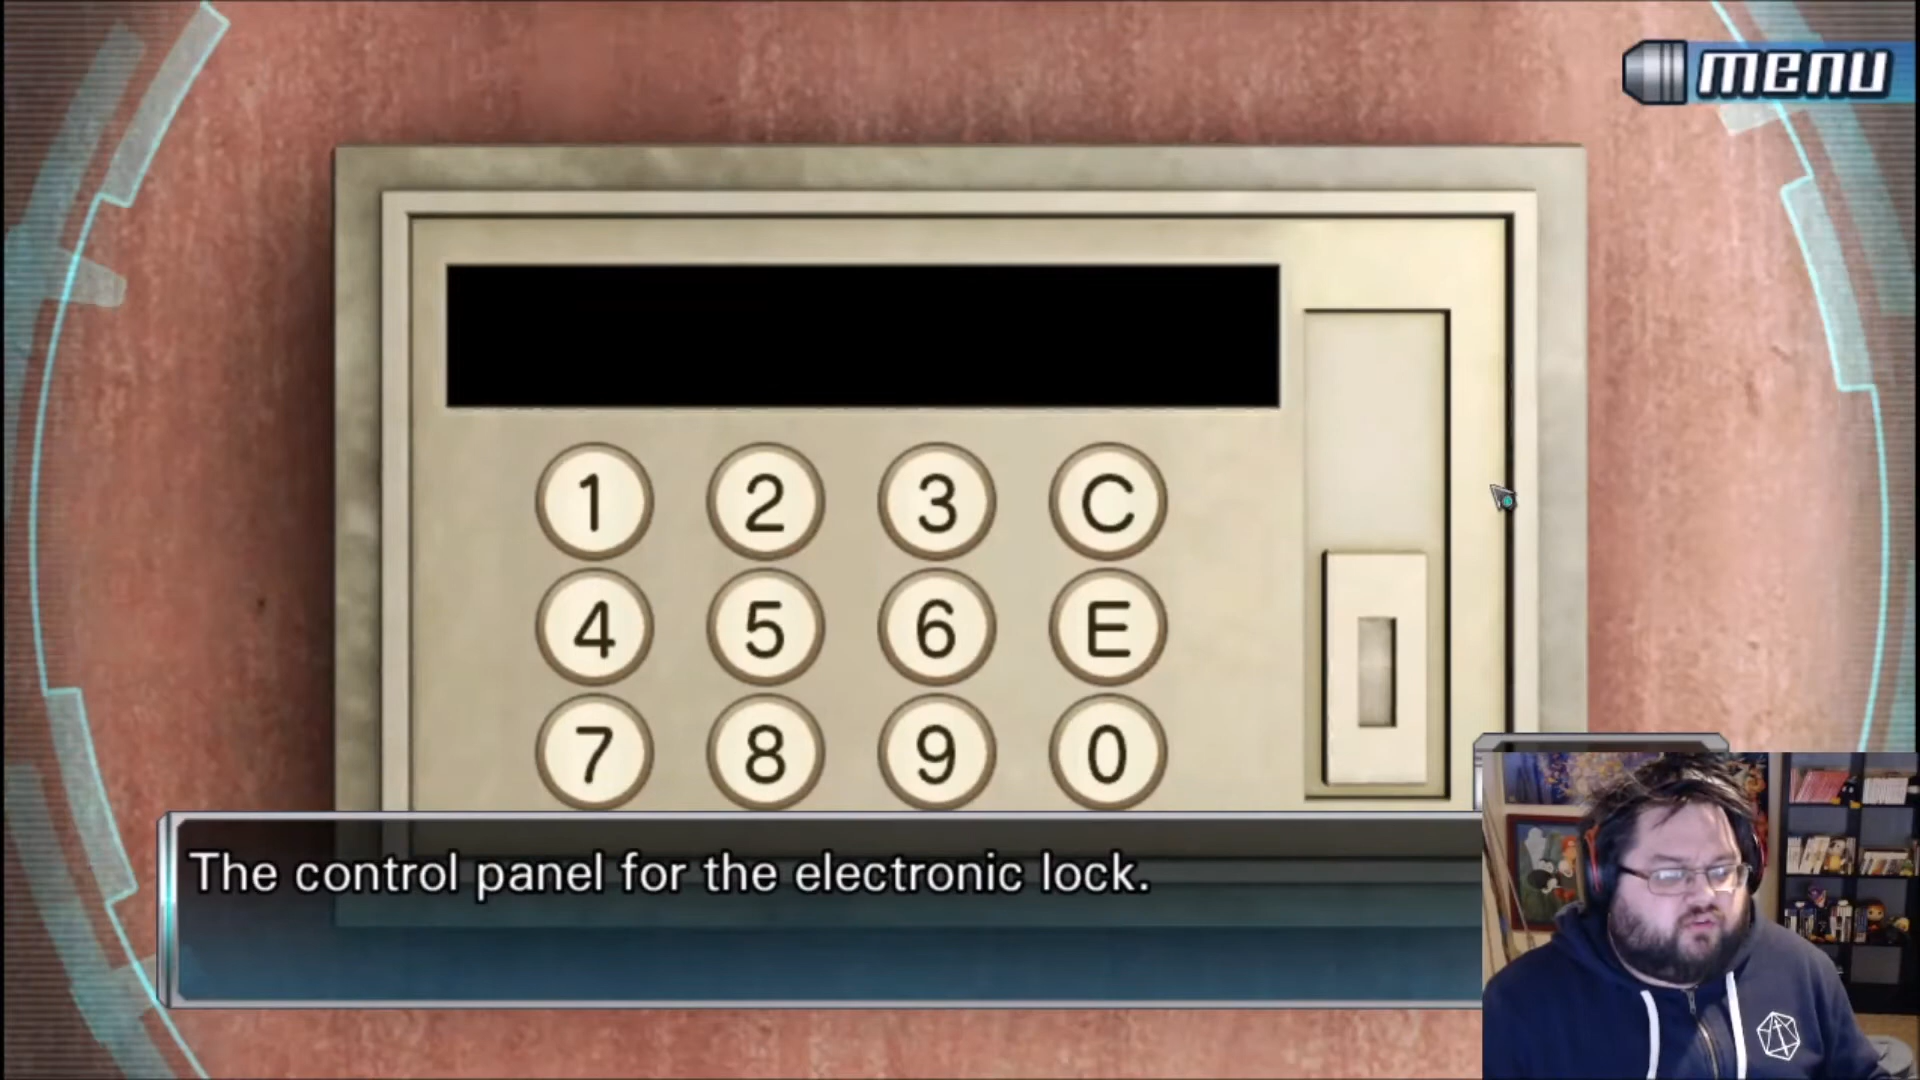 menu
1 2 3 C
4 5 6 E
7 8 9 0
The control panel for the electronic lock.